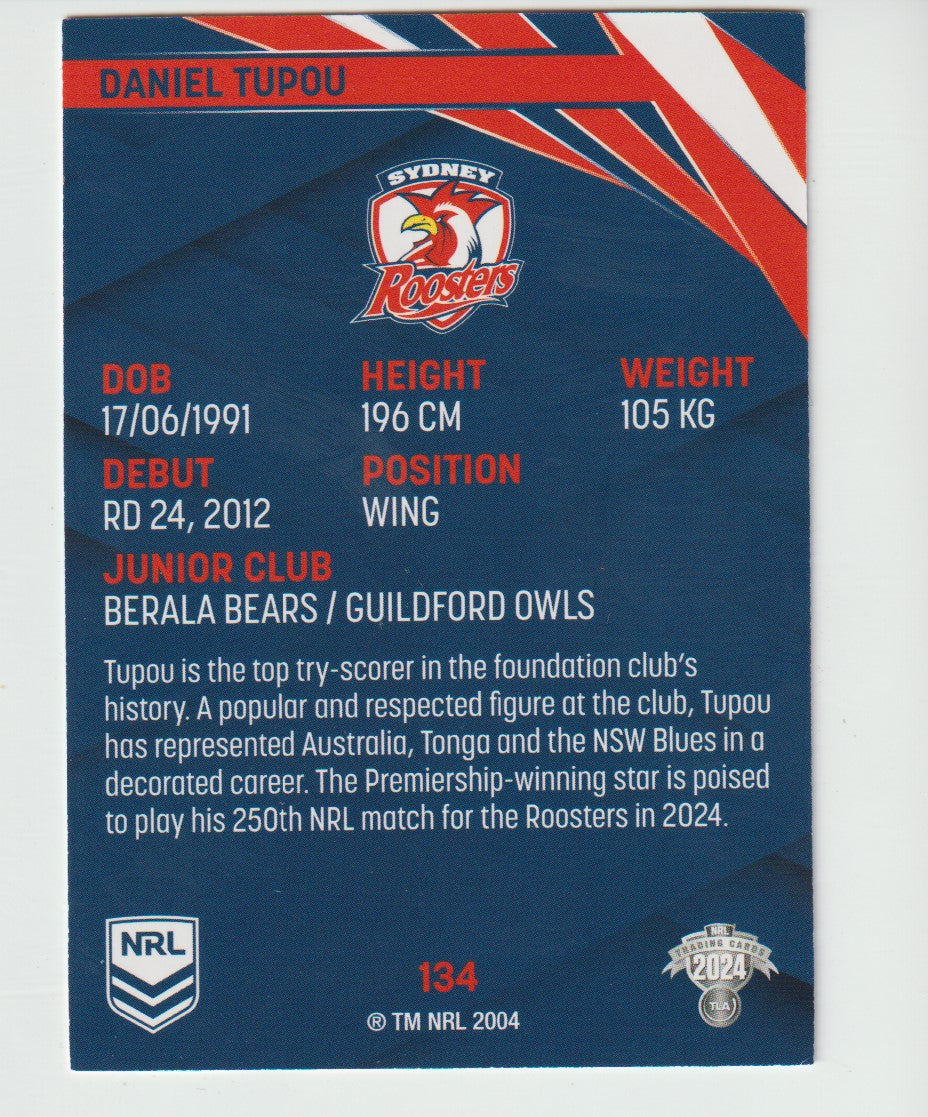 DANIEL TUPOU
SYDNEY
Roosters
DOB
17/06/1991
HEIGHT
196 CM
WEIGHT
105 KG
DEBUT
RD 24, 2012
POSITION
WING
JUNIOR CLUB
BERALA BEARS / GUILDFORD OWLS
Tupou is the top try-scorer in the foundation club's
history. A popular and respected figure at the club, Tupou
has represented Australia, Tonga and the NSW Blues in a
decorated career. The Premiership-winning star is poised
to play his 250th NRL match for the Roosters in 2024.
NRL
134
® TM NRL 2004
NRL
TRADING CARDS
2024
TLA